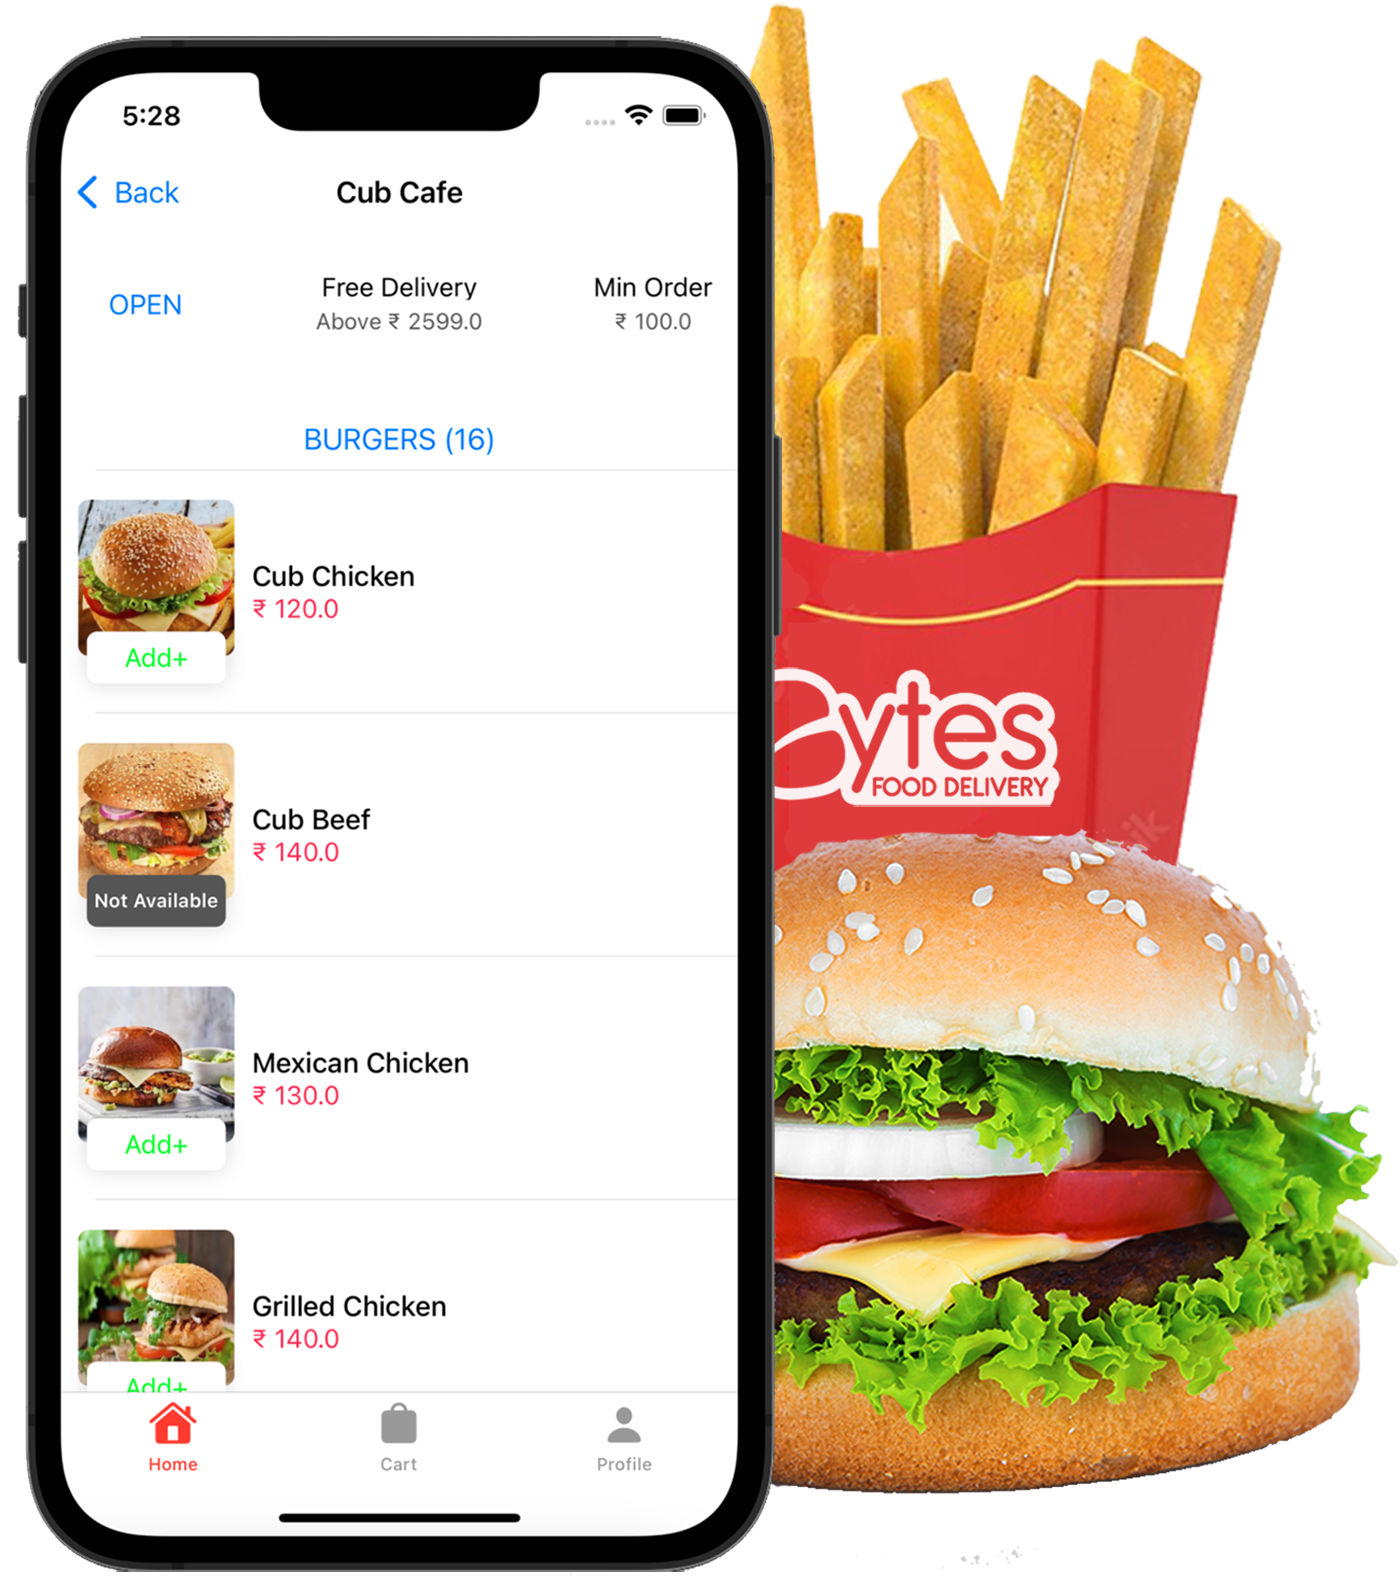 5:28
Back
Cub Cafe
OPEN
Free Delivery
Above ₹ 2599.0
Min Order
₹ 100.0
BURGERS (16)
Cub Chicken
₹ 120.0
Add+
Cub Beef
₹ 140.0
Not Available
Mexican Chicken
₹ 130.0
Add+
Grilled Chicken
₹ 140.0
Add+
Home
Cart
Profile
Bytes
FOOD DELIVERY